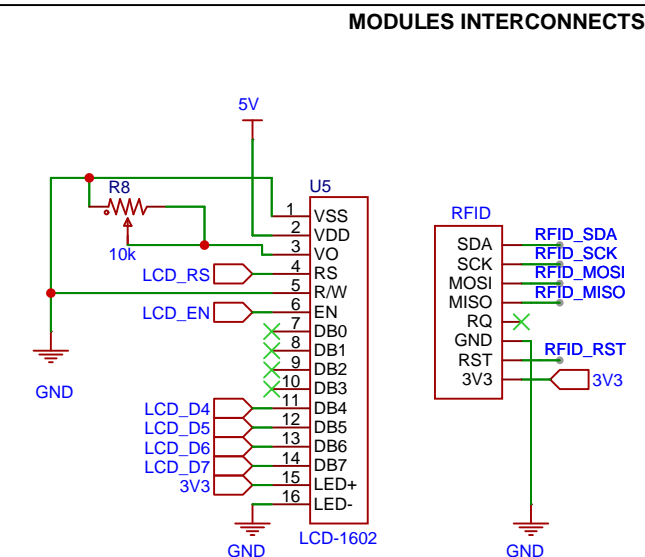 MODULES INTERCONNECTS
5V
R8
10k
U5
1 VSS
2 VDD
3 VO
LCD_RS 4 RS
5 R/W
LCD_EN 6 EN
7 DB0
8 DB1
9 DB2
10 DB3
LCD_D4 11 DB4
LCD_D5 12 DB5
LCD_D6 13 DB6
LCD_D7 14 DB7
3V3 15 LED+
16 LED-
GND
GND
LCD-1602
RFID
SDA RFID_SDA
SCK RFID_SCK
MOSI RFID_MOSI
MISO RFID_MISO
RQ
GND
RST RFID_RST
3V3 3V3
GND